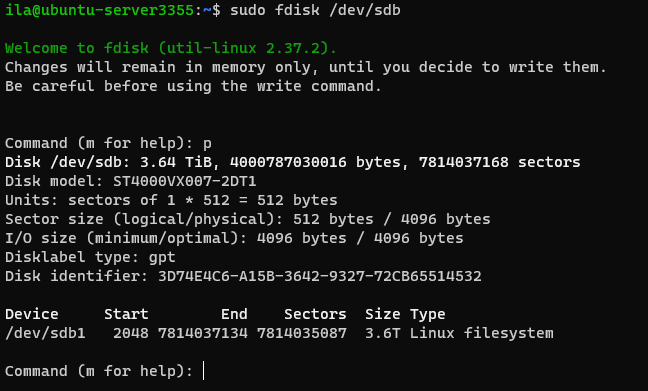 ila@ubuntu-server3355:~$ sudo fdisk /dev/sdb
Welcome to fdisk (util-linux 2.37.2).
Changes will remain in memory only, until you decide to write them.
Be careful before using the write command.
Command (m for help): p
Disk /dev/sdb: 3.64 TiB, 4000787030016 bytes, 7814037168 sectors
Disk model: ST4000VX007-2DT1
Units: sectors of 1 * 512 = 512 bytes
Sector size (logical/physical): 512 bytes / 4096 bytes
I/O size (minimum/optimal): 4096 bytes / 4096 bytes
Disklabel type: gpt
Disk identifier: 3D74E4C6-A15B-3642-9327-72CB65514532
Device     Start        End    Sectors  Size Type
/dev/sdb1   2048 7814037134 7814035087  3.6T Linux filesystem
Command (m for help):